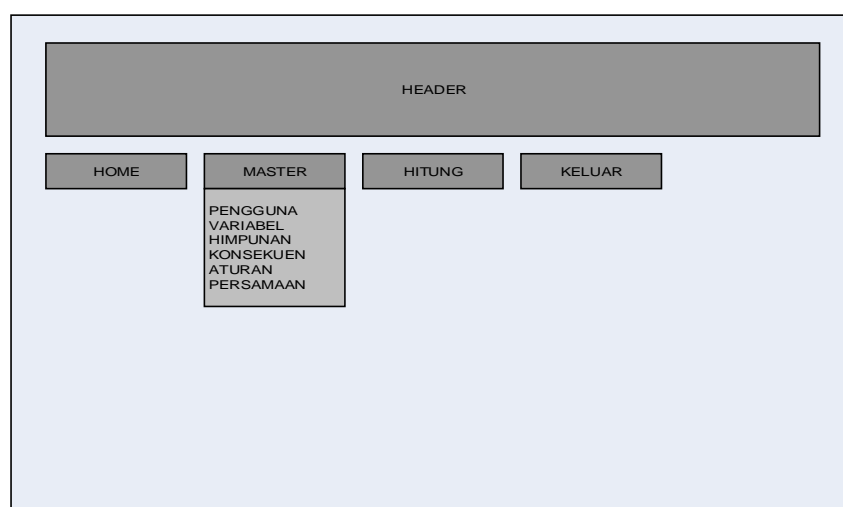 HEADER
HOME
MASTER
HITUNG
KELUAR
PENGGUNA
VARIABEL
HIMPUNAN
KONSEKUEN
ATURAN
PERSAMAAN